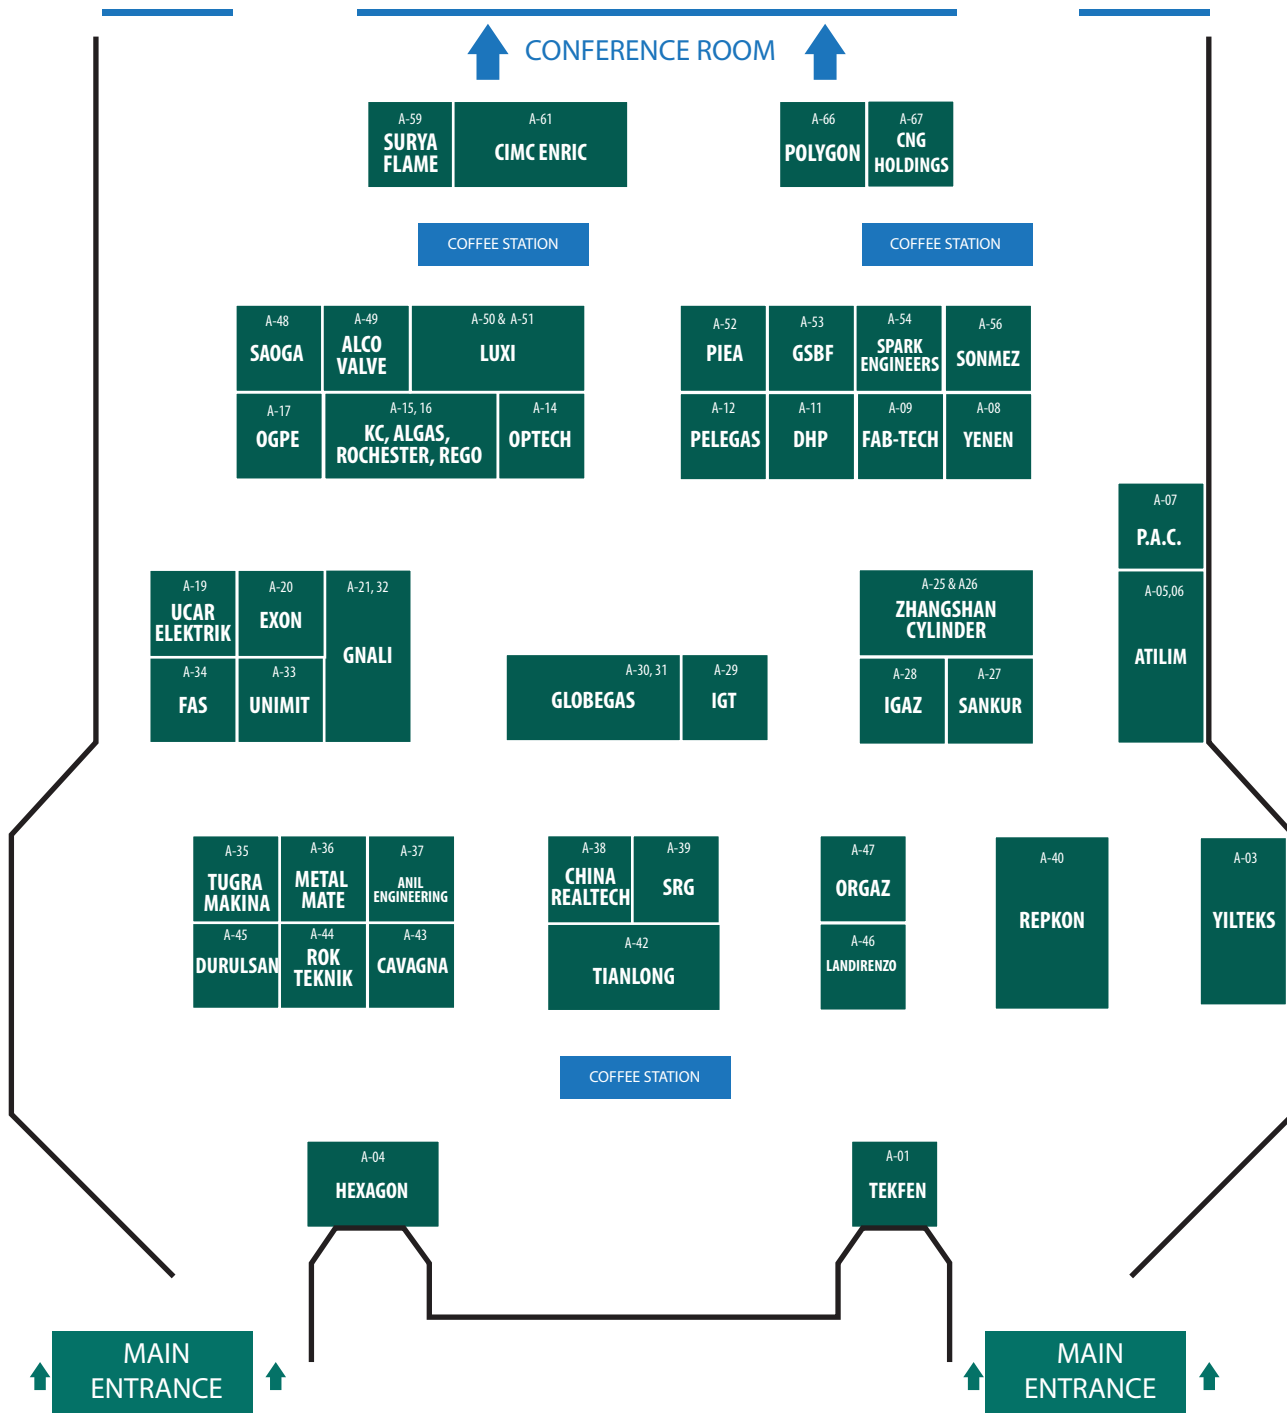 CONFERENCE ROOM
A-59
SURYA
FLAME
A-61
CIMC ENRIC
A-66
POLYGON
A-67
CNG
HOLDINGS
COFFEE STATION
COFFEE STATION
A-48
SAOGA
A-49
ALCO
VALVE
A-50 & A-51
LUXI
A-52
PIEA
A-53
GSBF
A-54
SPARK
ENGINEERS
A-56
SONMEZ
A-17
OGPE
A-15, 16
KC, ALGAS,
ROCHESTER, REGO
A-14
OPTECH
A-12
PELEGAS
A-11
DHP
A-09
FAB-TECH
A-08
YENEN
A-07
P.A.C.
A-19
UCAR
ELEKTRIK
A-20
EXON
A-21, 32
GNALI
A-25 & A26
ZHANGSHAN
CYLINDER
A-05,06
ATILIM
A-34
FAS
A-33
UNIMIT
A-30, 31
GLOBEGAS
A-29
IGT
A-28
IGAZ
A-27
SANKUR
A-35
TUGRA
MAKINA
A-36
METAL
MATE
A-37
ANIL
ENGINEERING
A-38
CHINA
REALTECH
A-39
SRG
A-47
ORGAZ
A-40
REPKON
A-03
YILTEKS
A-45
DURULSAN
A-44
ROK
TEKNIK
A-43
CAVAGNA
A-42
TIANLONG
A-46
LANDIRENZO
COFFEE STATION
A-04
HEXAGON
A-01
TEKFEN
MAIN
ENTRANCE
MAIN
ENTRANCE